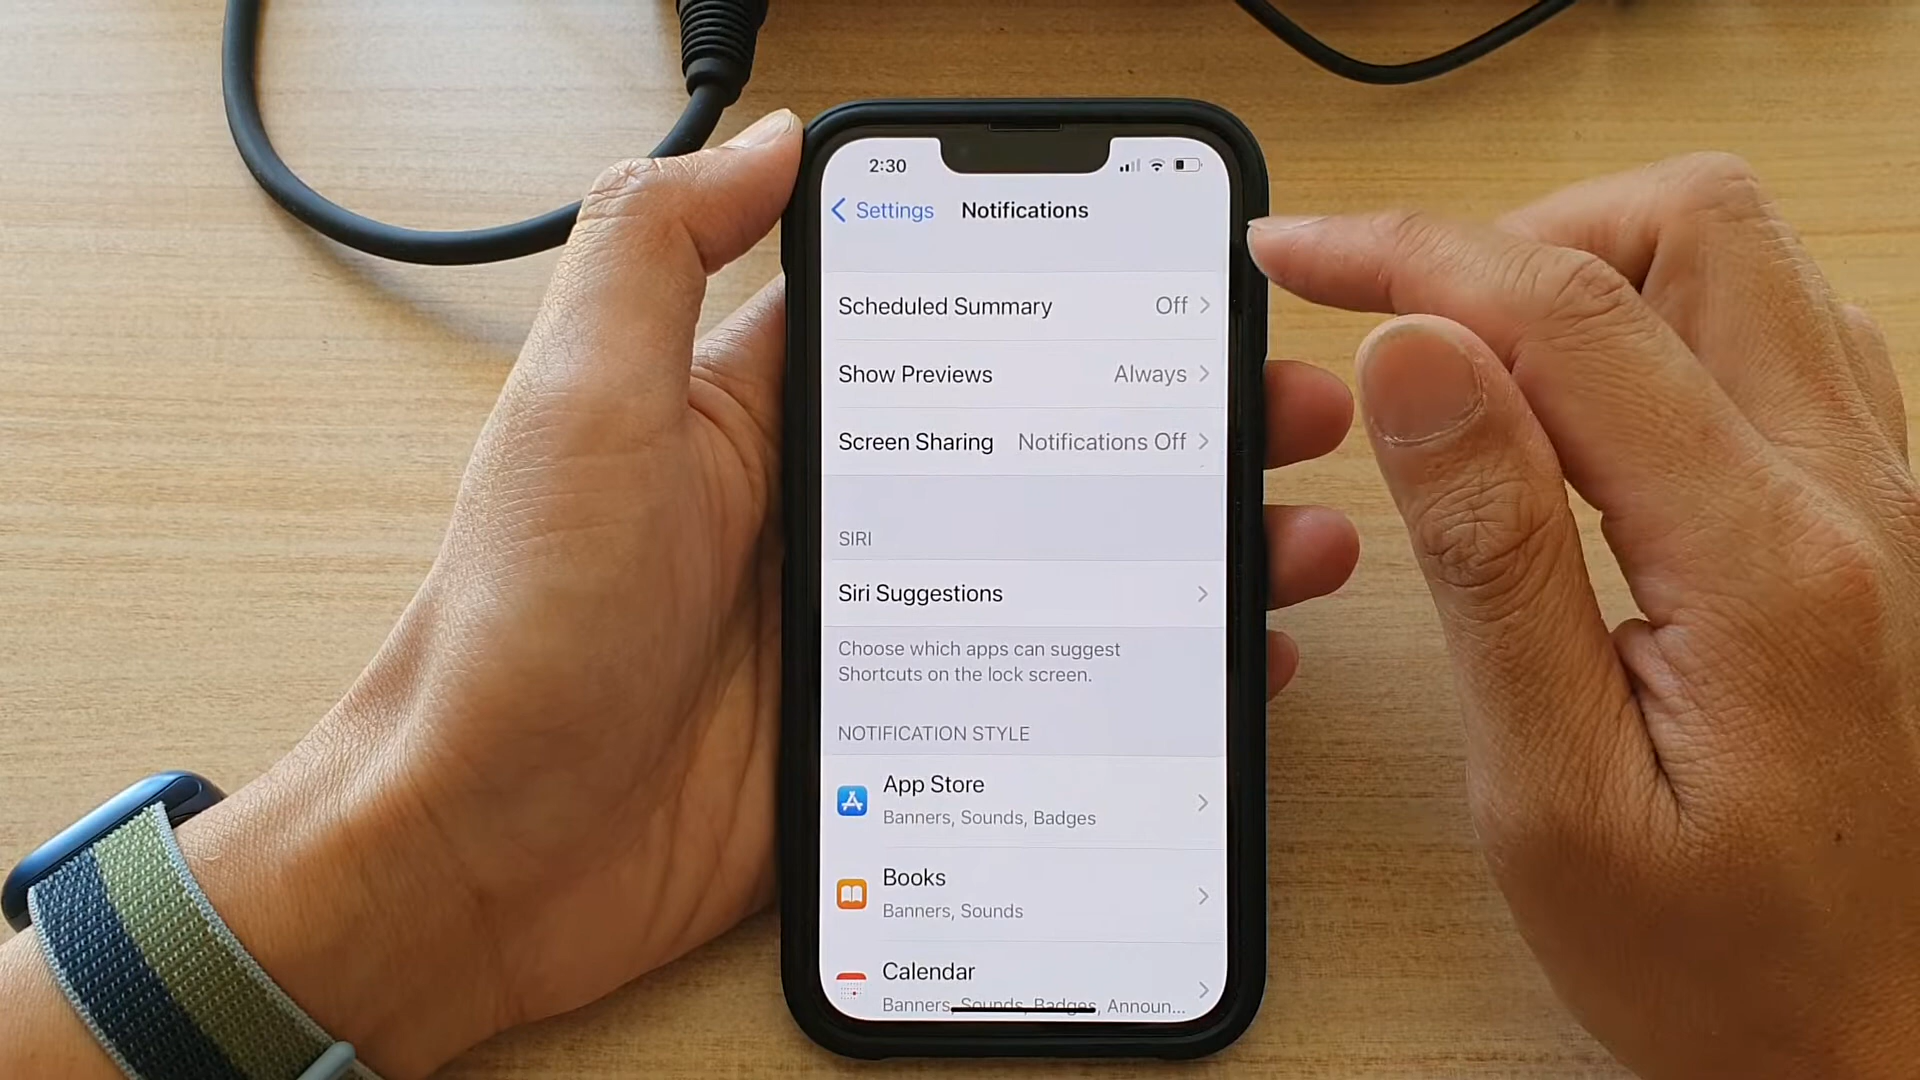 2:30
Settings Notifications
Scheduled Summary Off
Show Previews Always
Screen Sharing Notifications Off
SIRI
Siri Suggestions
Choose which apps can suggest
Shortcuts on the lock screen.
NOTIFICATION STYLE
App Store
Banners, Sounds, Badges
Books
Banners, Sounds
Calendar
Banners, Sounds, Badges, Announ...